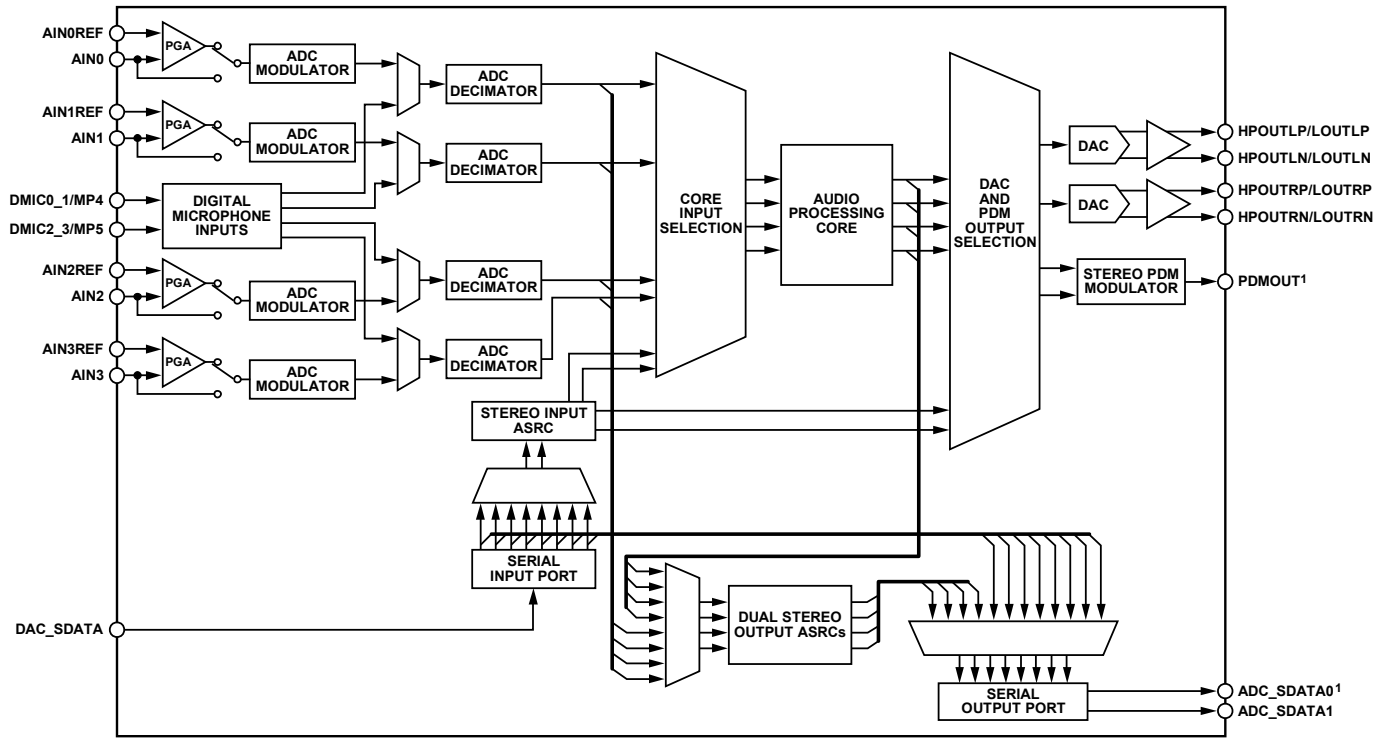 AIN0REF
AIN0
PGA
ADC
MODULATOR
ADC
DECIMATOR
AIN1REF
AIN1
PGA
ADC
MODULATOR
ADC
DECIMATOR
DMIC0_1/MP4
DMIC2_3/MP5
DIGITAL
MICROPHONE
INPUTS
AIN2REF
AIN2
PGA
ADC
MODULATOR
ADC
DECIMATOR
AIN3REF
AIN3
PGA
ADC
MODULATOR
ADC
DECIMATOR
CORE
INPUT
SELECTION
AUDIO
PROCESSING
CORE
DAC
AND
PDM
OUTPUT
SELECTION
DAC
HPOUTLP/LOUTLP
HPOUTLN/LOUTLN
DAC
HPOUTRP/LOUTRP
HPOUTRN/LOUTRN
STEREO PDM
MODULATOR
PDMOUT1
STEREO INPUT
ASRC
SERIAL
INPUT PORT
DAC_SDATA
DUAL STEREO
OUTPUT ASRCs
SERIAL
OUTPUT PORT
ADC_SDATA01
ADC_SDATA1